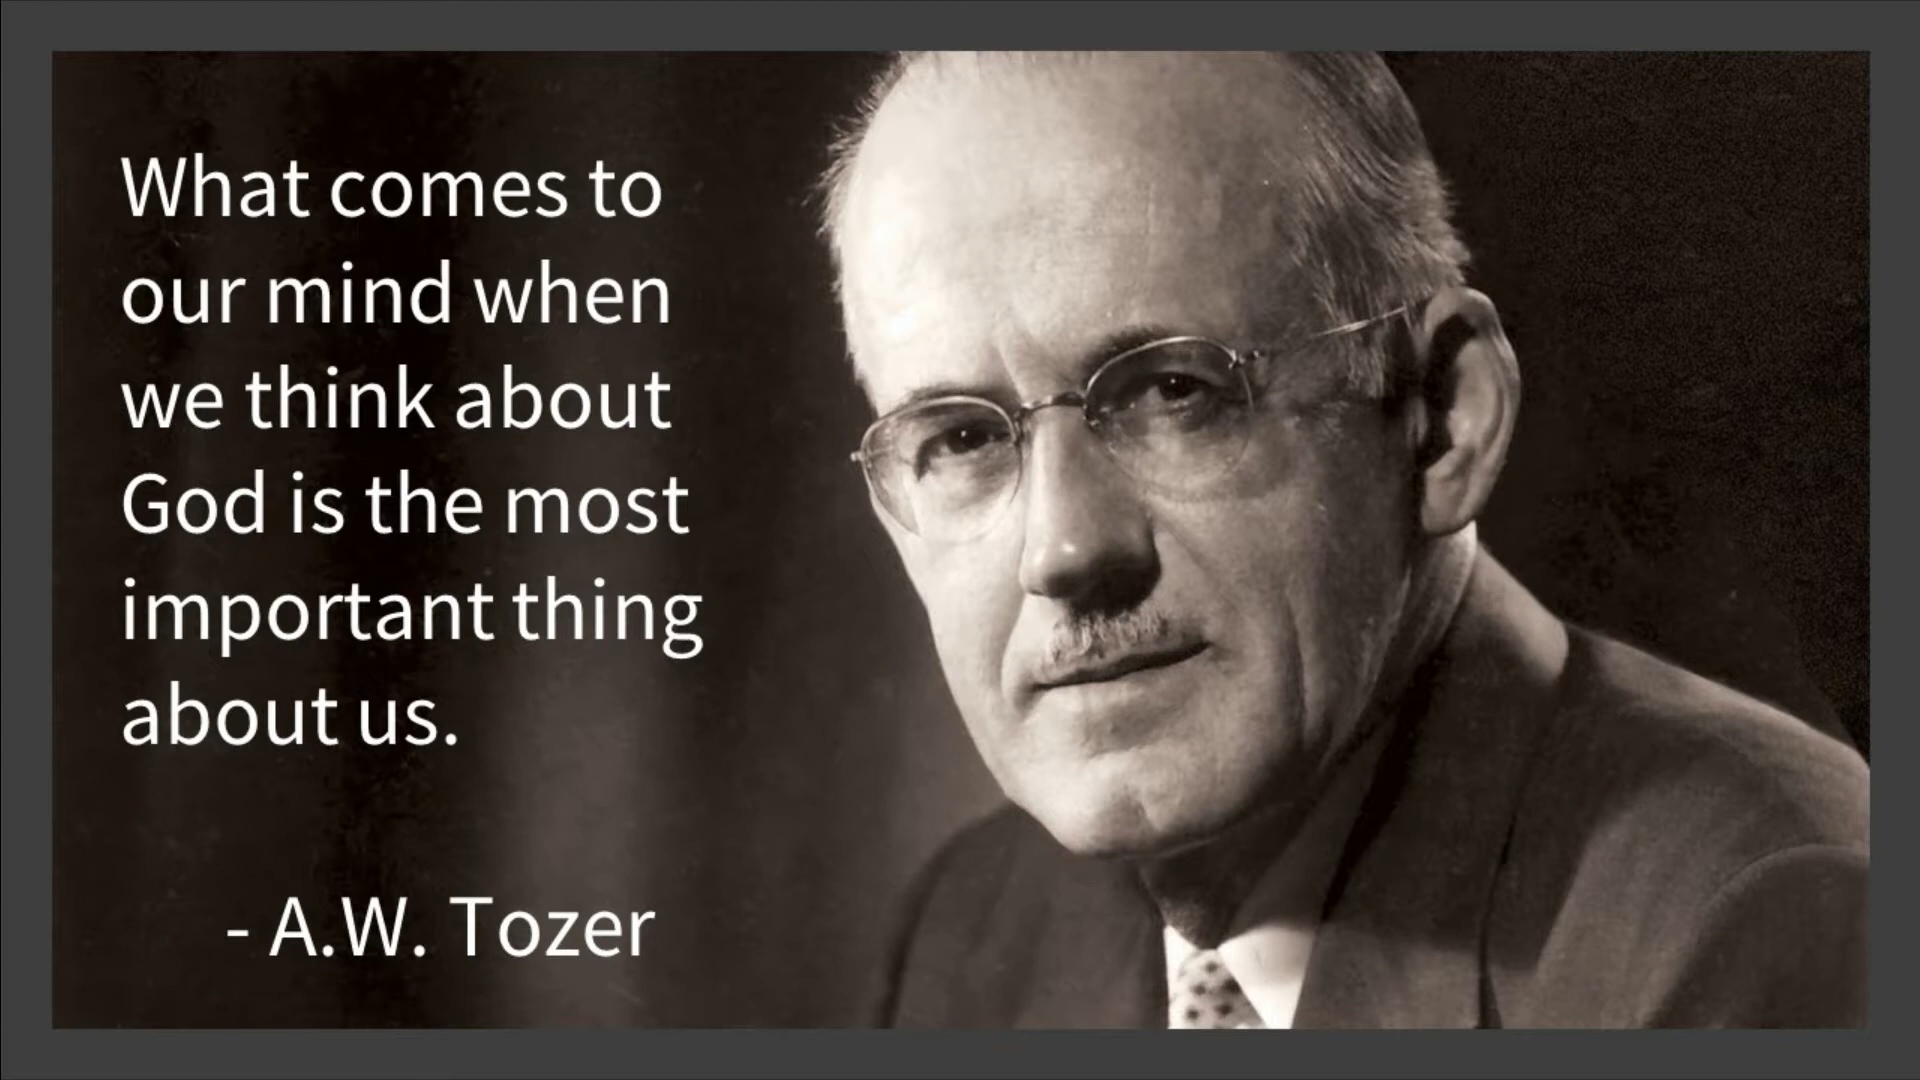 What comes to
our mind when
we think about
God is the most
important thing
about us.
- A.W. Tozer